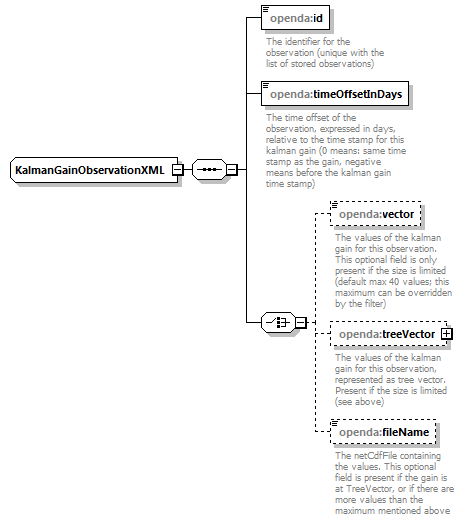 openda:id
The identifier for the
observation (unique with the
list of stored observations)
openda:timeOffsetInDays
The time offset of the
observation, expressed in days,
relative to the time stamp for this
kalman gain (0 means: same time
stamp as the gain, negative
means before the kalman gain
time stamp)
KalmanGainObservationXML
openda:vector
The values of the kalman
gain for this observation.
This optional field is only
present if the size is limited
(default max 40 values; this
maximum can be overridden
by the filter)
openda:treeVector
The values of the kalman
gain for this observation,
represented as tree vector.
Present if the size is limited
(see above)
openda:fileName
The netCdfFile containing
the values. This optional
field is present if the gain is
at TreeVector, or if there are
more values than the
maximum mentioned above